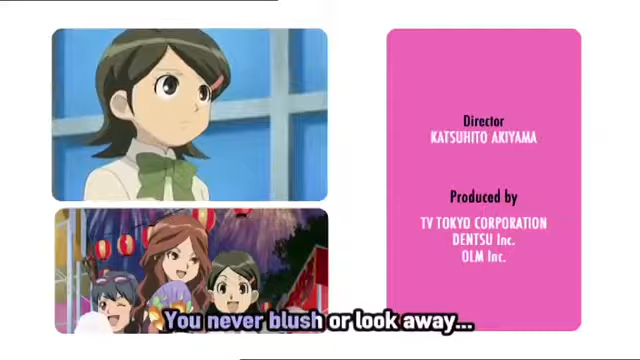 Director
KATSUHITO AKIYAMA
Produced by
TV TOKYO CORPORATION
DENTSU Inc.
OLM Inc.
You never blush or look away...